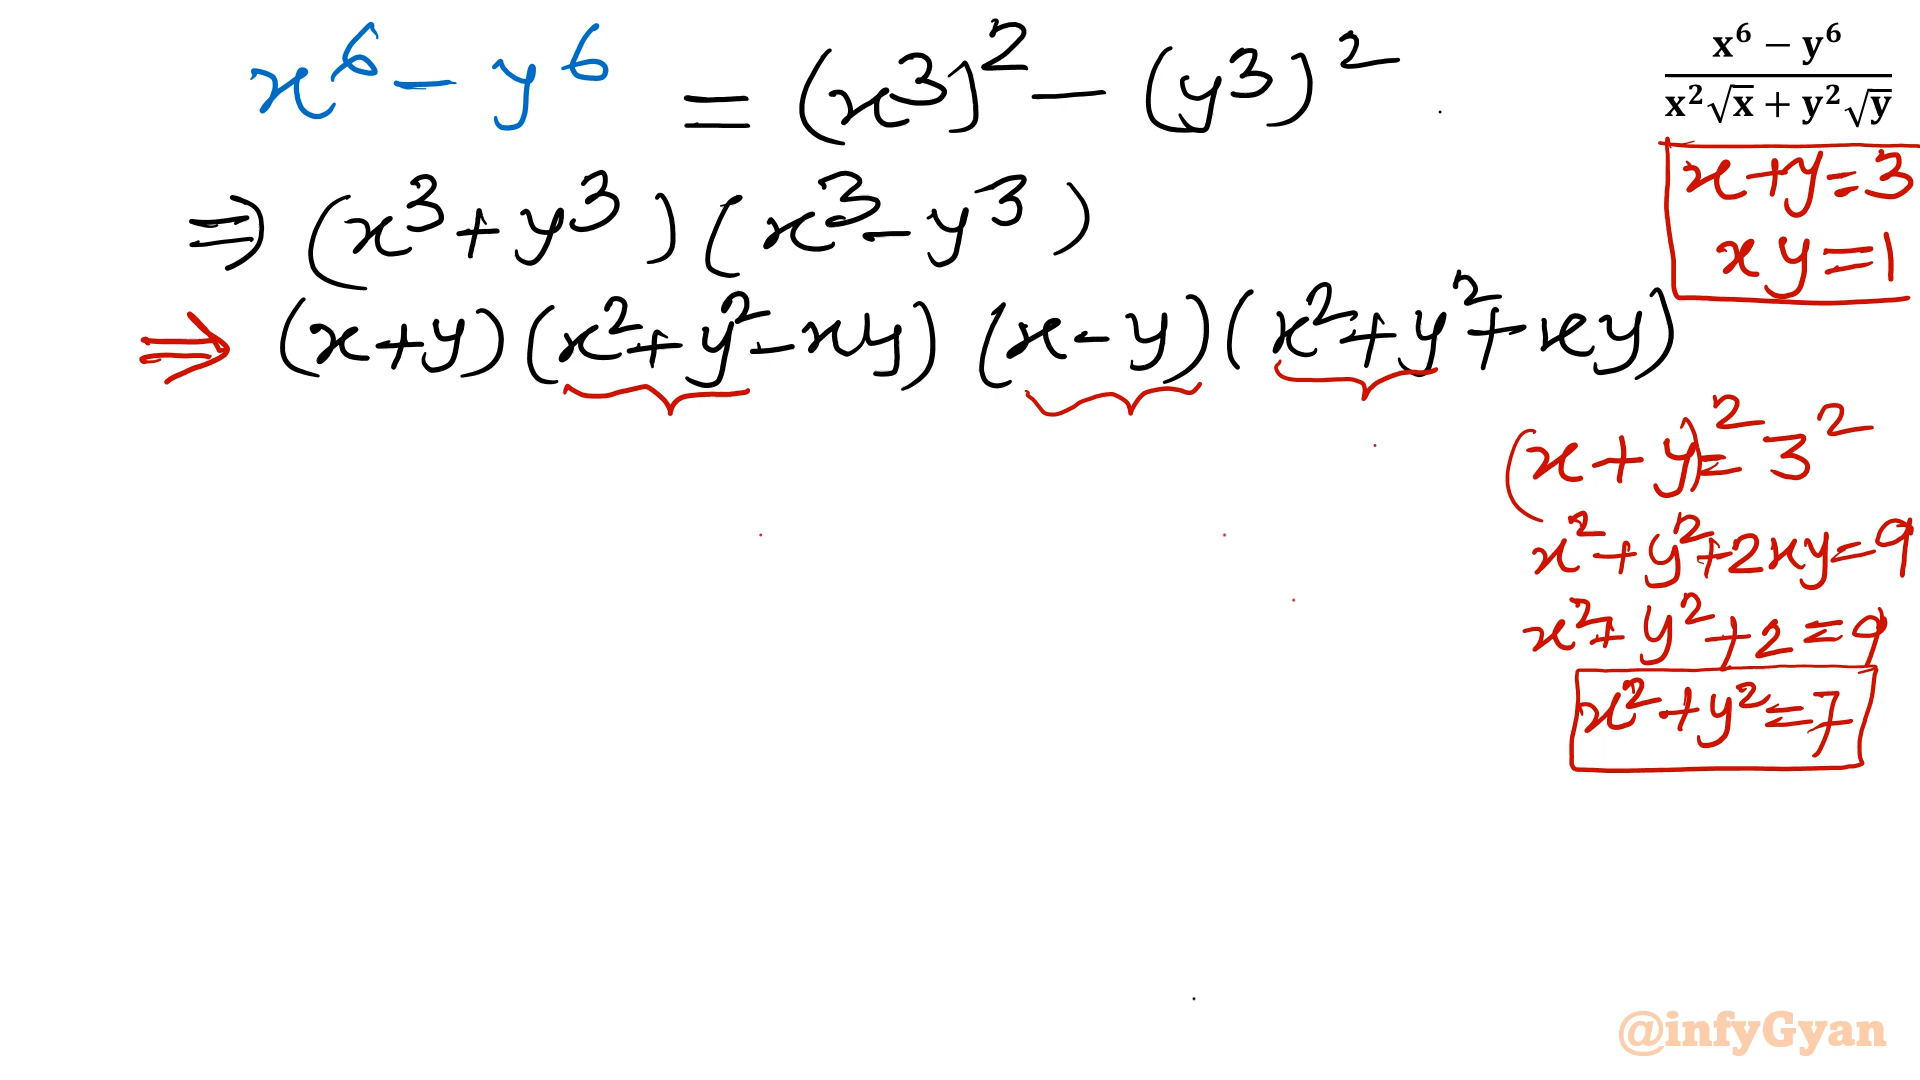 x⁶ − y⁶ = (x³)² − (y³)²
⇒ (x³ + y³) (x³ − y³)
⇒ (x+y) (x² + y² − xy) (x − y) (x² + y² + xy)
x⁶ − y⁶
x²√x + y²√y
x+y=3
xy=1
(x + y)² = 3²
x² + y² + 2xy = 9
x² + y² + 2 = 9
x² + y² = 7
@infyGyan